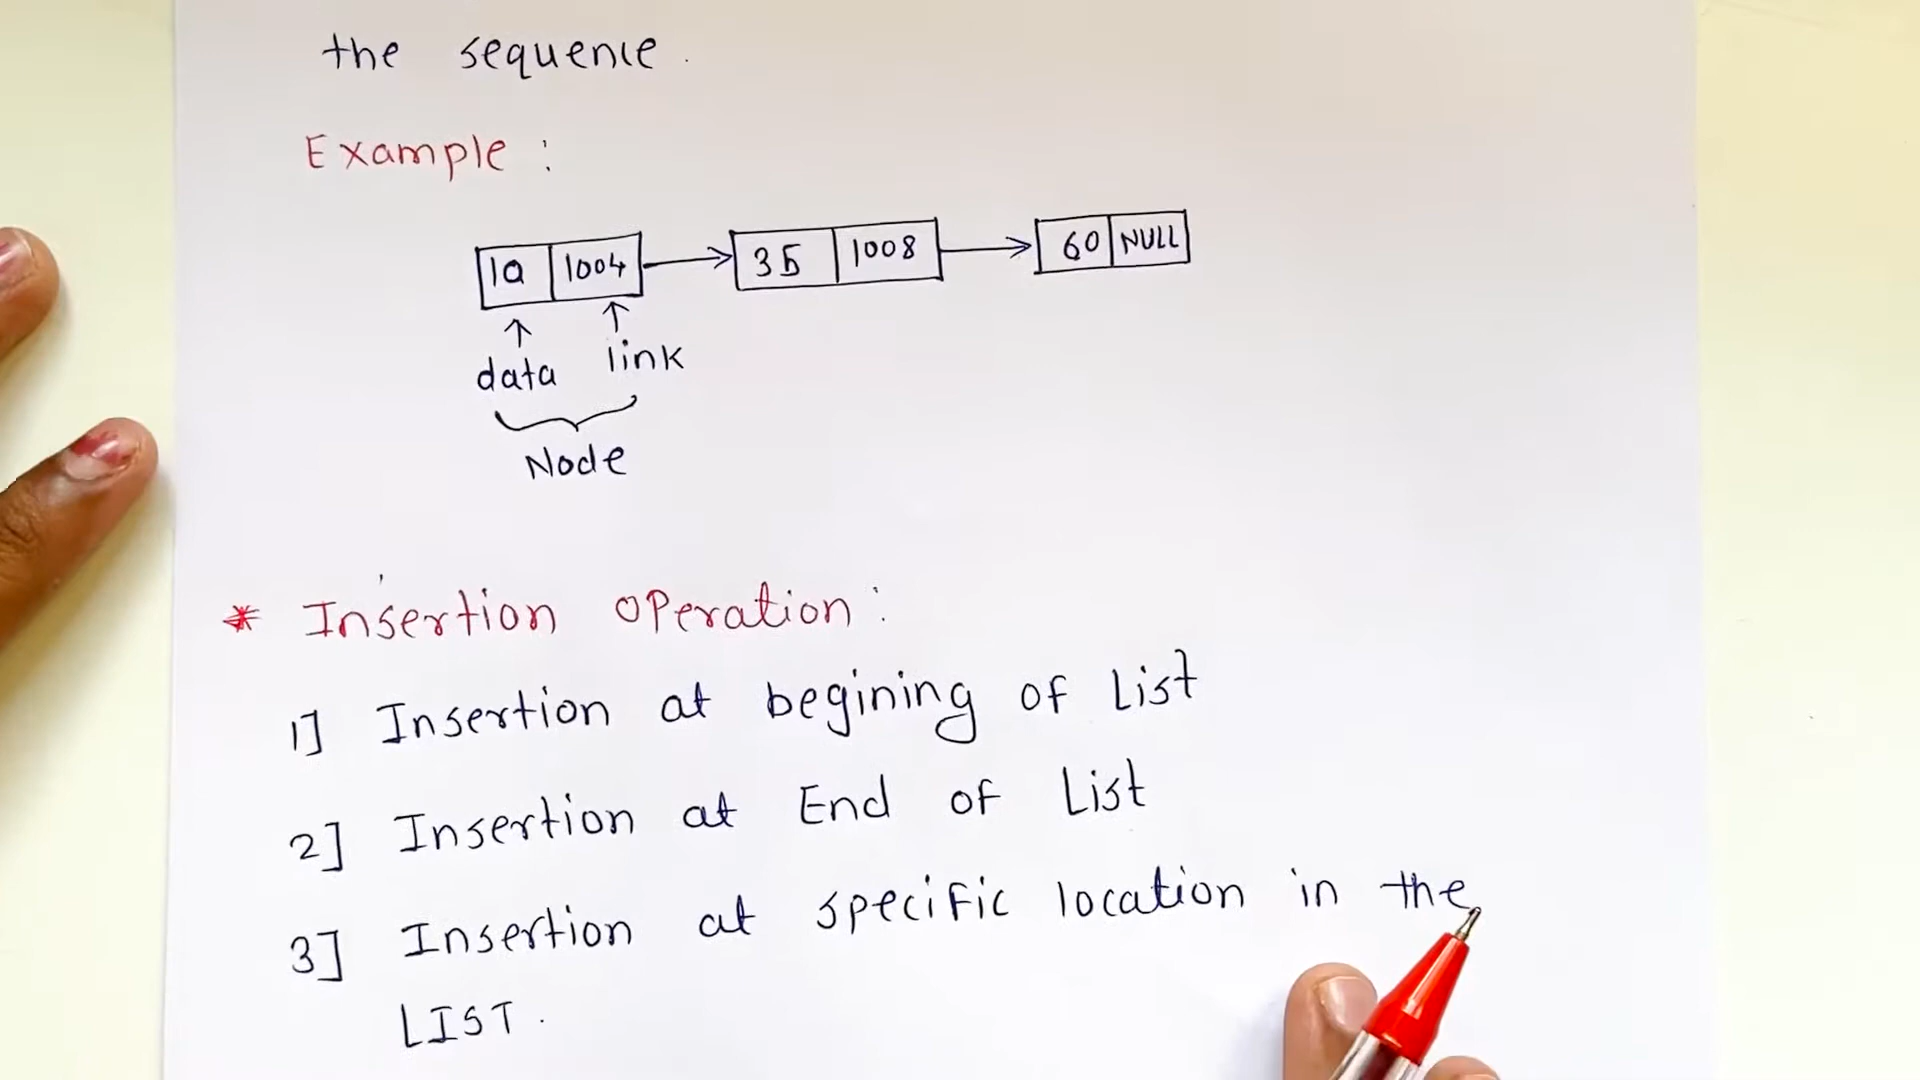 the sequence.
Example :
10 1004 → 35 1008 → 60 NULL
↑ ↑
data link
Node
* Insertion operation :
1] Insertion at begining of List
2] Insertion at End of List
3] Insertion at specific location in the
LIST.